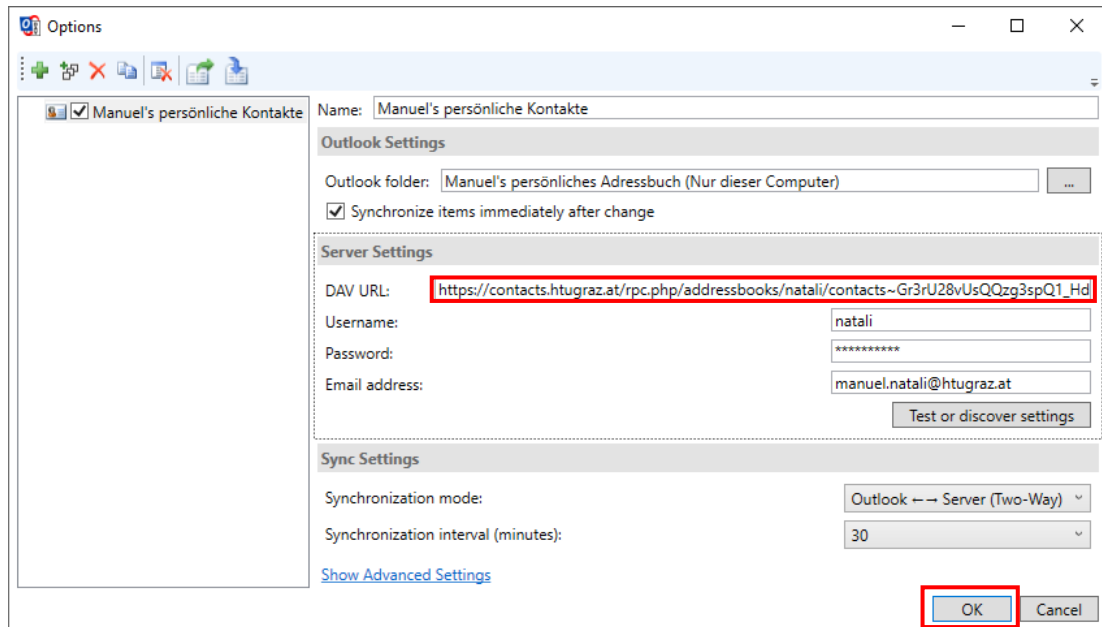 Options
Manuel's persönliche Kontakte
Name: Manuel's persönliche Kontakte
Outlook Settings
Outlook folder: Manuel's persönliches Adressbuch (Nur dieser Computer) ...
Synchronize items immediately after change
Server Settings
DAV URL: https://contacts.htugraz.at/rpc.php/addressbooks/natali/contacts~Gr3rU28vUsQQzg3spQ1_Hd
Username: natali
Password: **********
Email address: manuel.natali@htugraz.at
Test or discover settings
Sync Settings
Synchronization mode: Outlook ←→ Server (Two-Way)
Synchronization interval (minutes): 30
Show Advanced Settings
OK Cancel